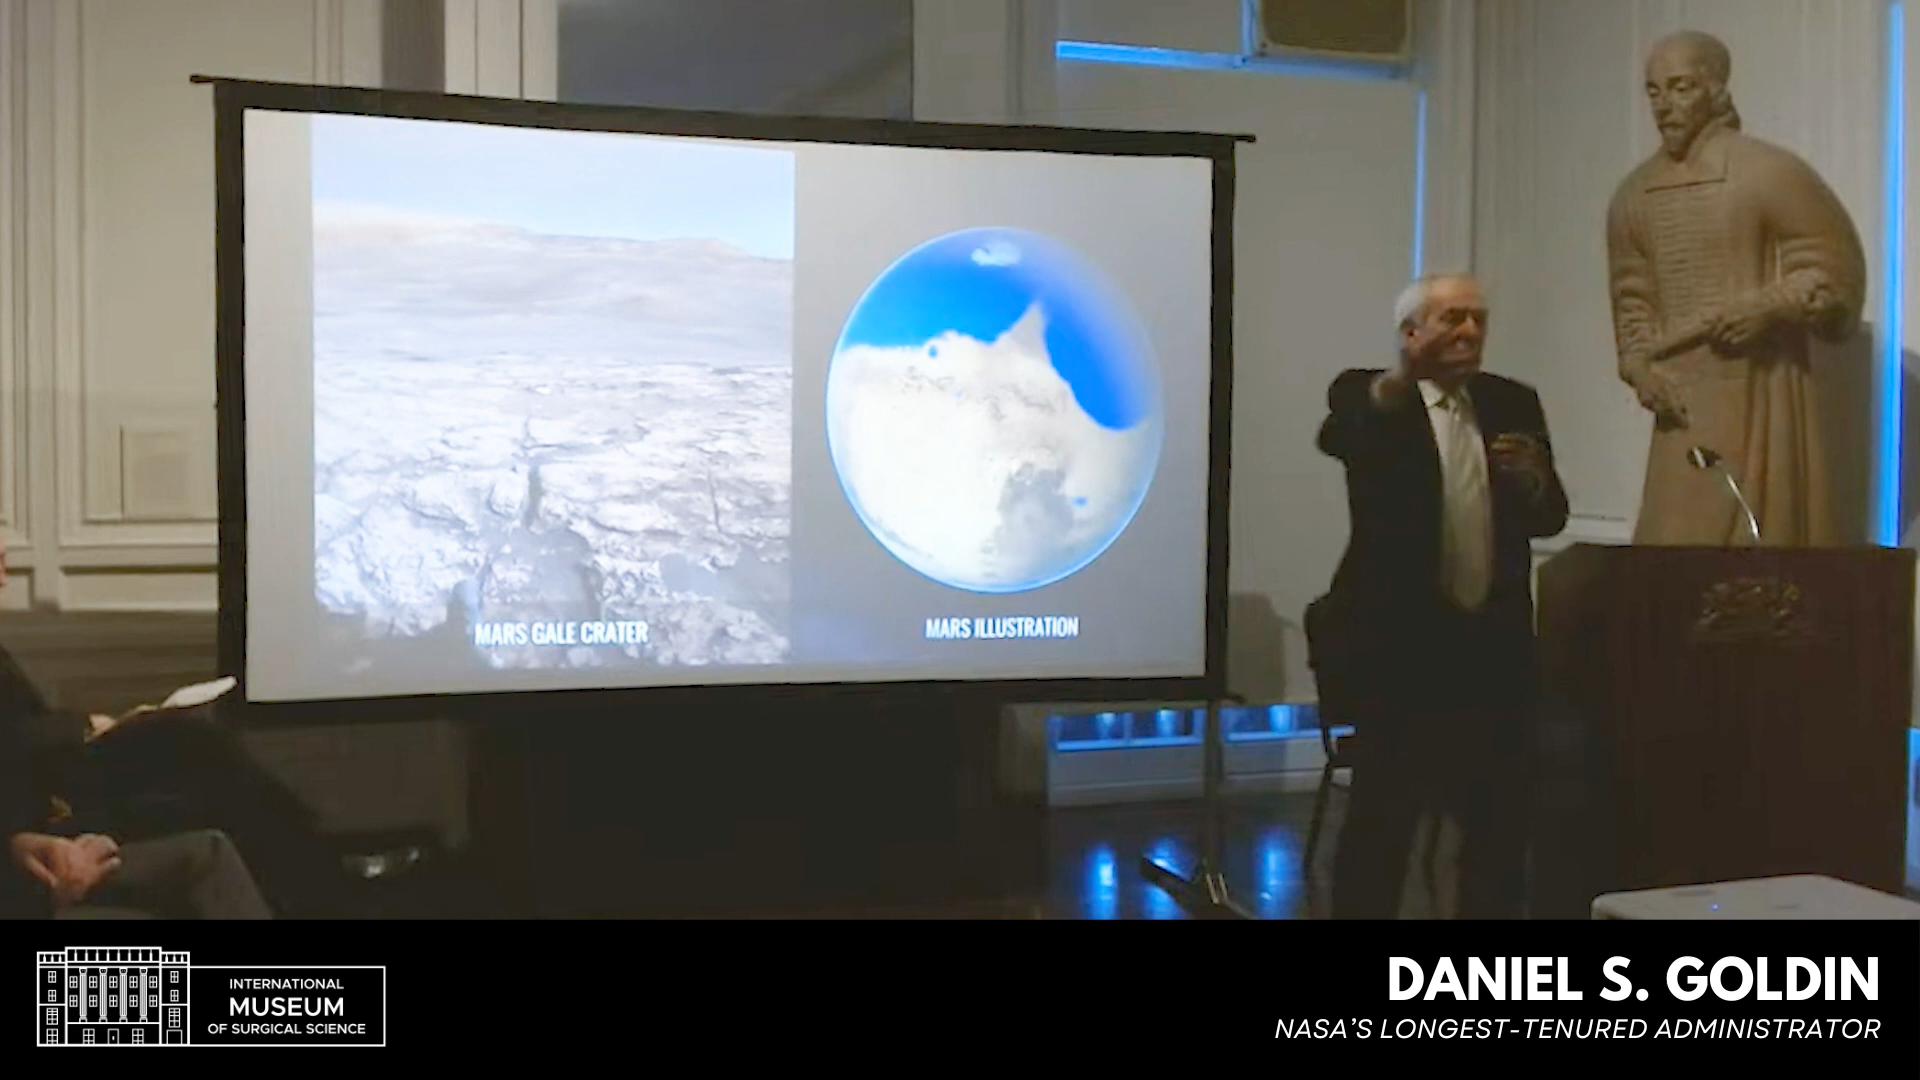 MARS GALE CRATER
MARS ILLUSTRATION
INTERNATIONAL
MUSEUM
OF SURGICAL SCIENCE
DANIEL S. GOLDIN
NASA'S LONGEST-TENURED ADMINISTRATOR